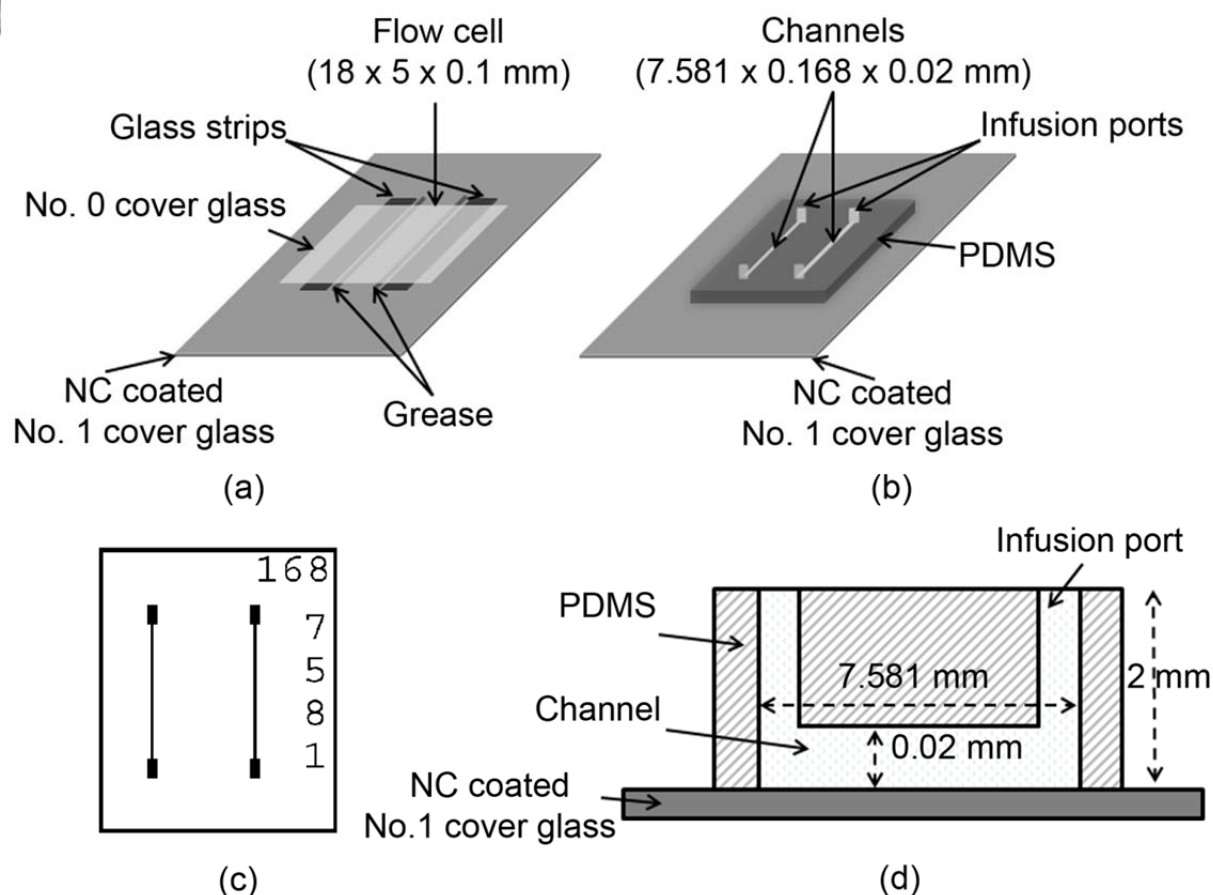 Flow cell
(18 x 5 x 0.1 mm)
Glass strips
No. 0 cover glass
NC coated
No. 1 cover glass
Grease
(a)
Channels
(7.581 x 0.168 x 0.02 mm)
Infusion ports
PDMS
NC coated
No. 1 cover glass
(b)
168
7
5
8
1
(c)
Infusion port
PDMS
7.581 mm
2 mm
Channel
0.02 mm
NC coated
No.1 cover glass
(d)